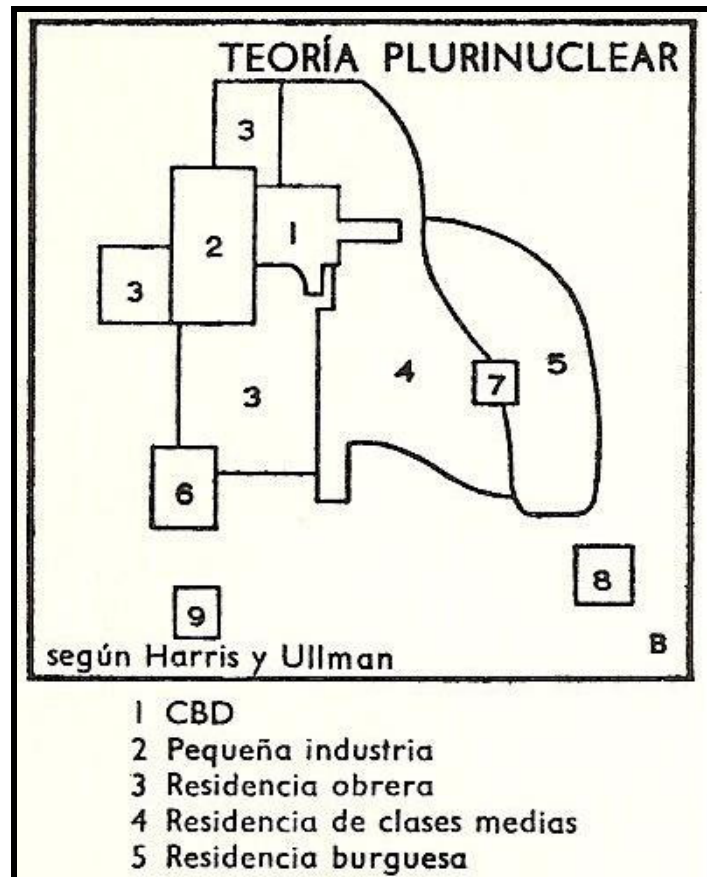 TEORÍA PLURINUCLEAR
3
1
2
3
4
5
7
3
6
8
9
B
según Harris y Ullman
1 CBD
2 Pequeña industria
3 Residencia obrera
4 Residencia de clases medias
5 Residencia burguesa